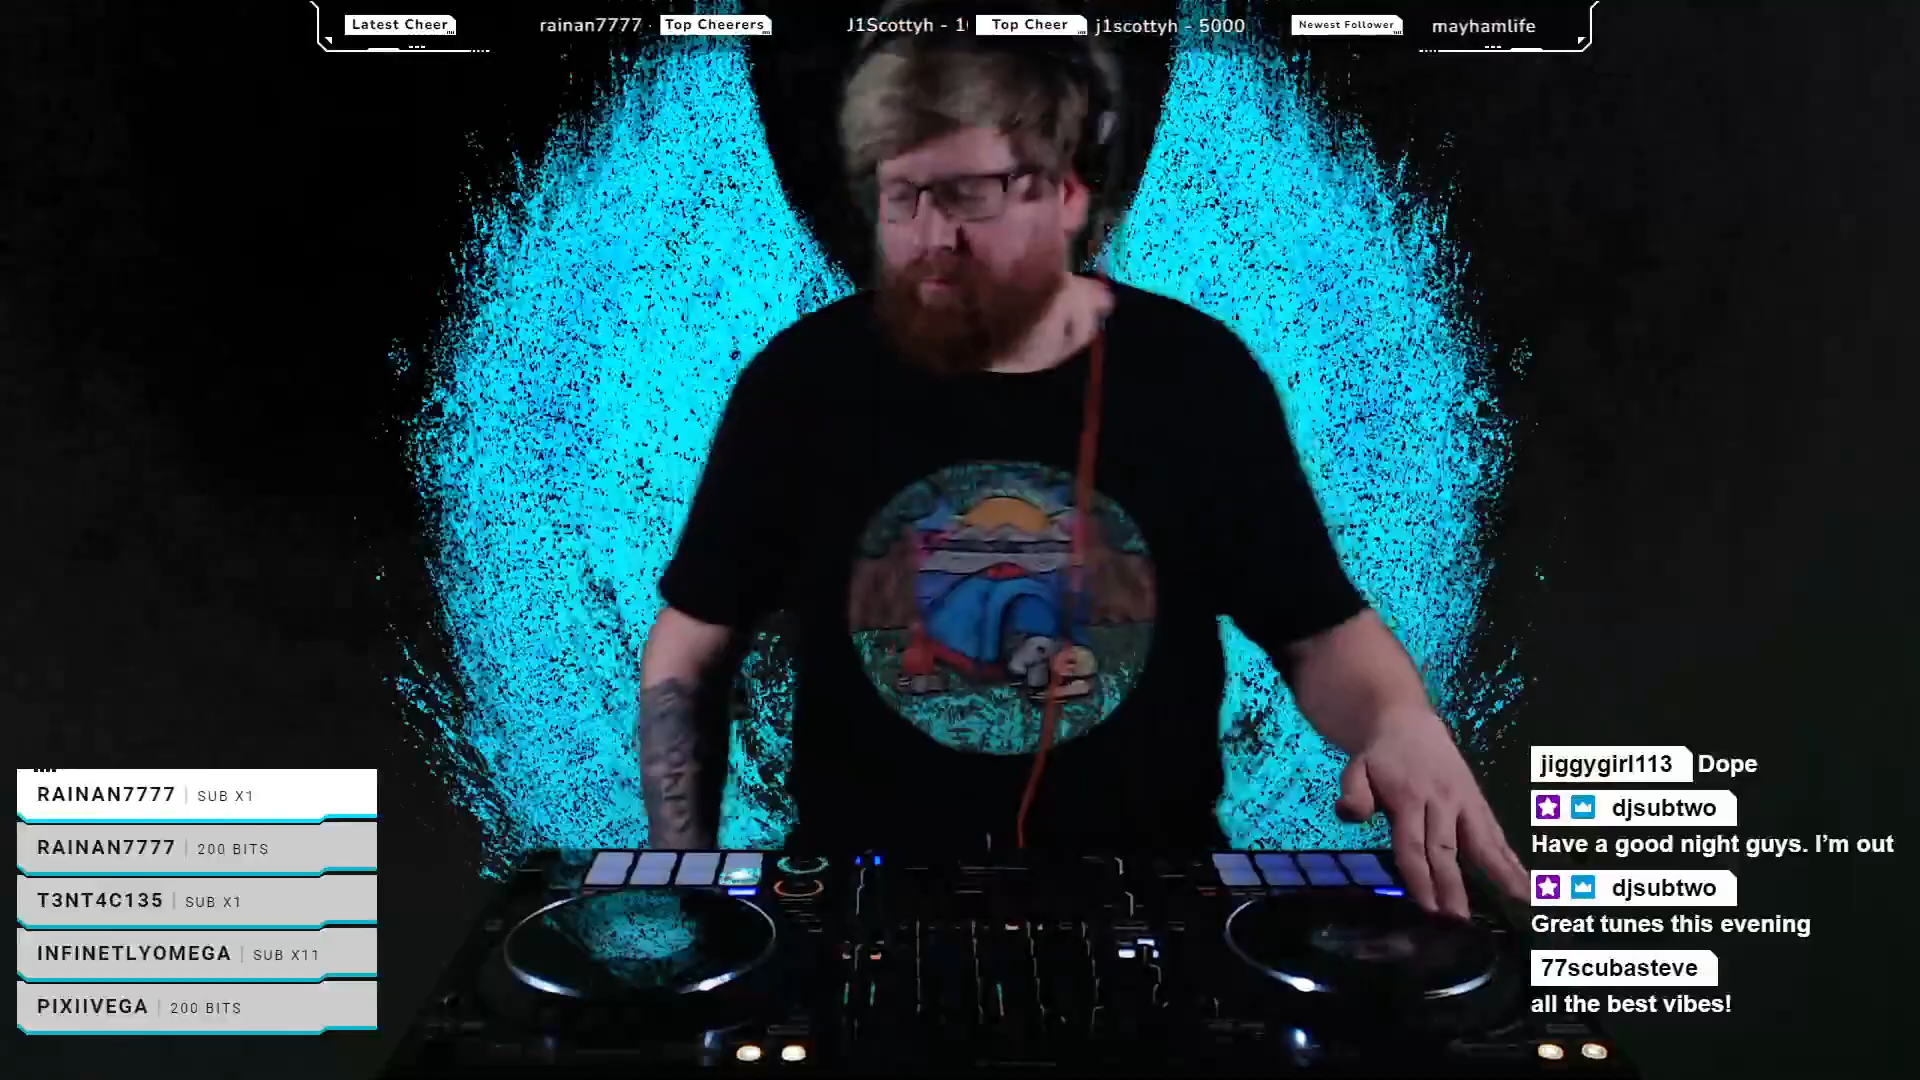 Latest Cheer
rainan7777 ·
Top Cheerers
J1Scottyh - 1
Top Cheer
j1scottyh - 5000
Newest Follower
mayhamlife
RAINAN7777 | SUB X1
RAINAN7777 | 200 BITS
T3NT4C135 | SUB X1
INFINETLYOMEGA | SUB X11
PIXIIVEGA | 200 BITS
jiggygirl113 Dope
djsubtwo
Have a good night guys. I'm out
djsubtwo
Great tunes this evening
77scubasteve
all the best vibes!